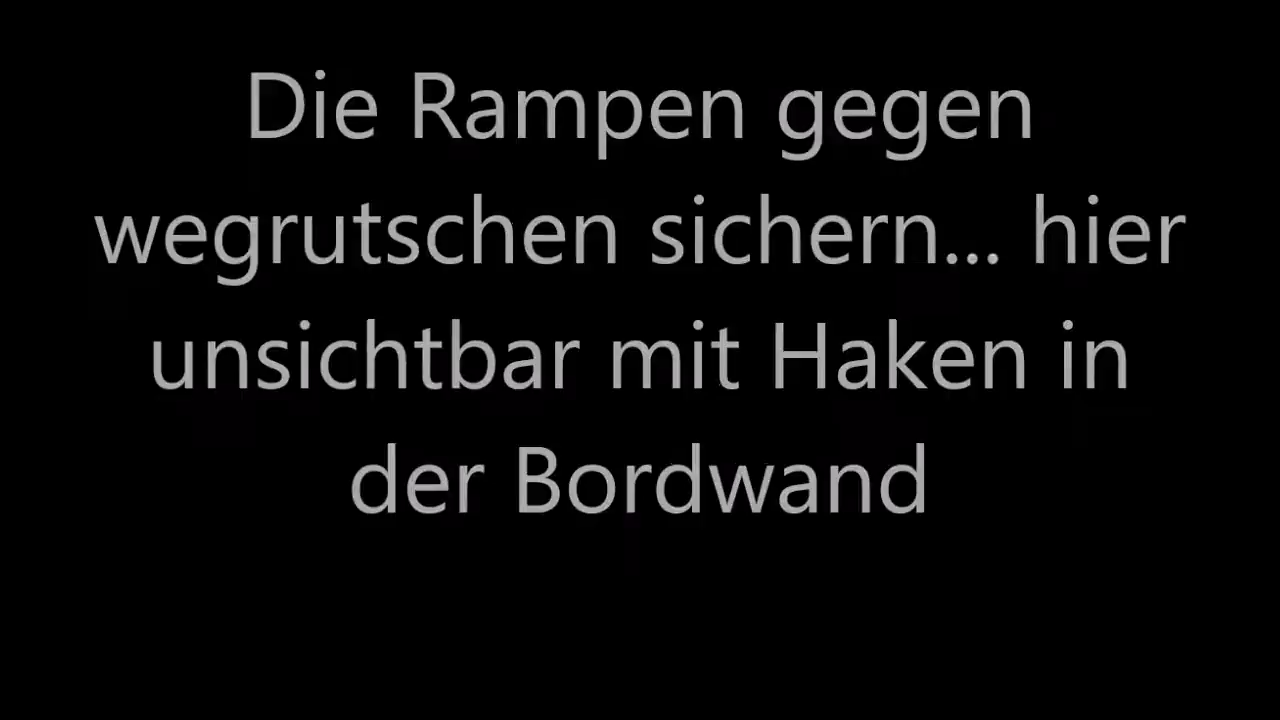 Die Rampen gegen
wegrutschen sichern... hier
unsichtbar mit Haken in
der Bordwand